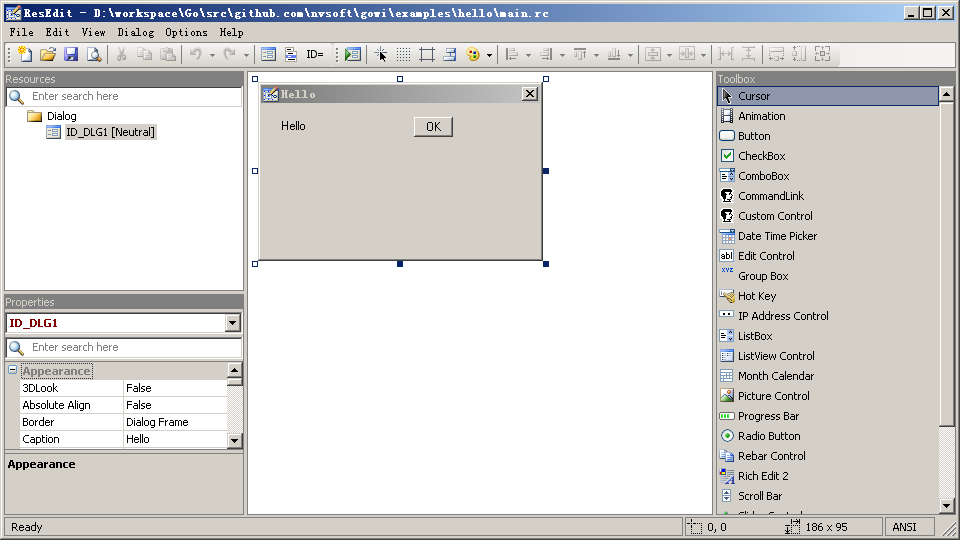 ResEdit - D:\workspace\Go\src\github.com\nvsoft\gowi\examples\hello\main.rc
File Edit View Dialog Options Help
ID=
Resources
Enter search here
Dialog
ID_DLG1 [Neutral]
Properties
ID_DLG1
Enter search here
Appearance
3DLook False
Absolute Align False
Border Dialog Frame
Caption Hello
Appearance
Hello
Hello
OK
Toolbox
Cursor
Animation
Button
CheckBox
ComboBox
CommandLink
Custom Control
Date Time Picker
Edit Control
Group Box
Hot Key
IP Address Control
ListBox
ListView Control
Month Calendar
Picture Control
Progress Bar
Radio Button
Rebar Control
Rich Edit 2
Scroll Bar
Ready
0, 0
186 x 95
ANSI